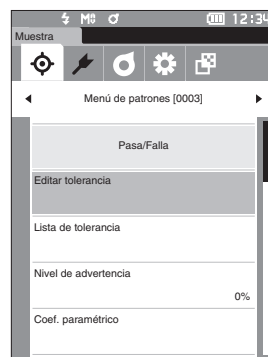 12:34
Muestra
Menú de patrones [0003]
Pasa/Falla
Editar tolerancia
Lista de tolerancia
Nivel de advertencia
0%
Coef. paramétrico